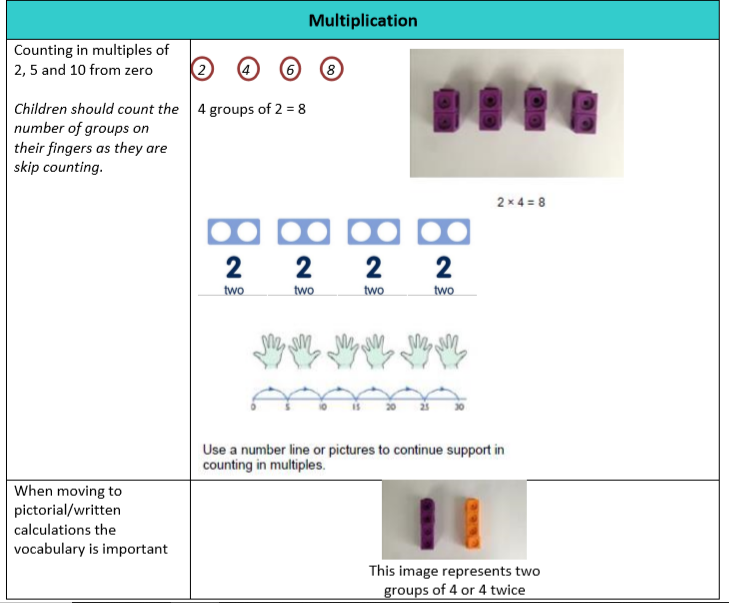 Multiplication
Counting in multiples of
2, 5 and 10 from zero
Children should count the
number of groups on
their fingers as they are
skip counting.
2 4 6 8
4 groups of 2 = 8
2 × 4 = 8
2 2 2 2
two two two two
0 5 10 15 20 25 30
Use a number line or pictures to continue support in
counting in multiples.
When moving to
pictorial/written
calculations the
vocabulary is important
This image represents two
groups of 4 or 4 twice